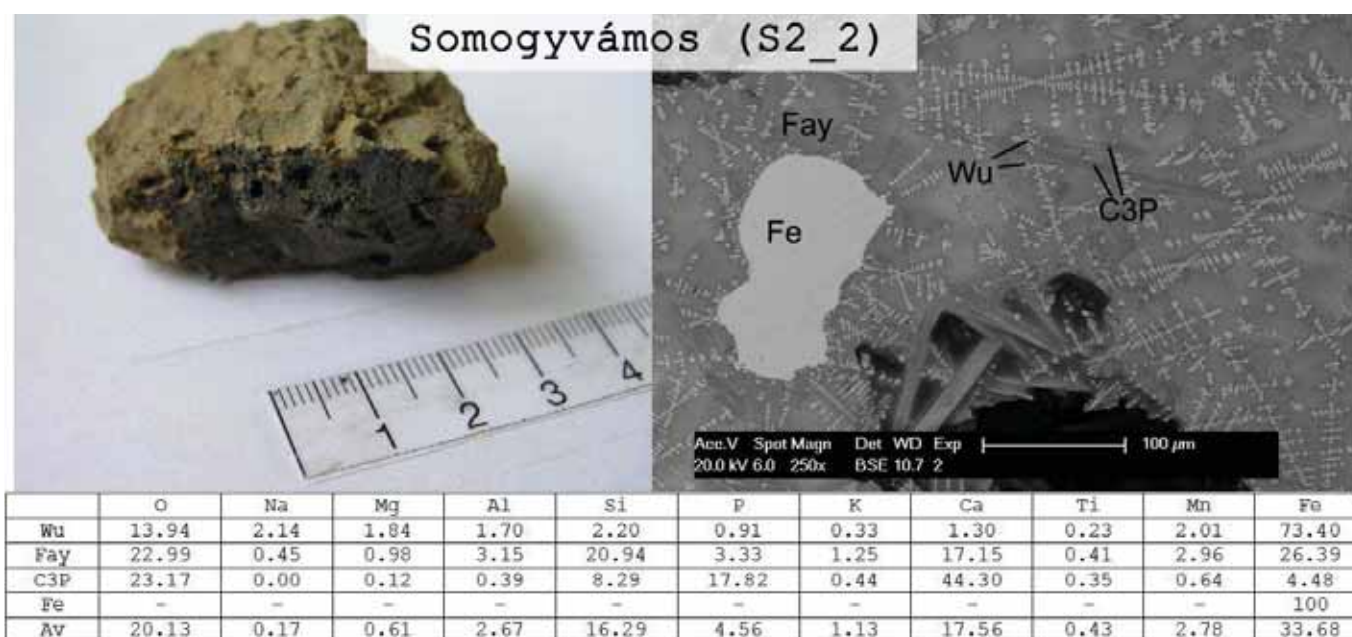 Somogyvámos (S2_2)
Fay
Wu
C3P
Fe
1 2 3 4
Acc.V Spot Magn Det WD Exp 100 µm
20.0 kV 6.0 250x BSE 10.7 2
O Na Mg Al Si P K Ca Ti Mn Fe
Wu 13.94 2.14 1.84 1.70 2.20 0.91 0.33 1.30 0.23 2.01 73.40
Fay 22.99 0.45 0.98 3.15 20.94 3.33 1.25 17.15 0.41 2.96 26.39
C3P 23.17 0.00 0.12 0.39 8.29 17.82 0.44 44.30 0.35 0.64 4.48
Fe - - - - - - - - - - 100
Av 20.13 0.17 0.61 2.67 16.29 4.56 1.13 17.56 0.43 2.78 33.68